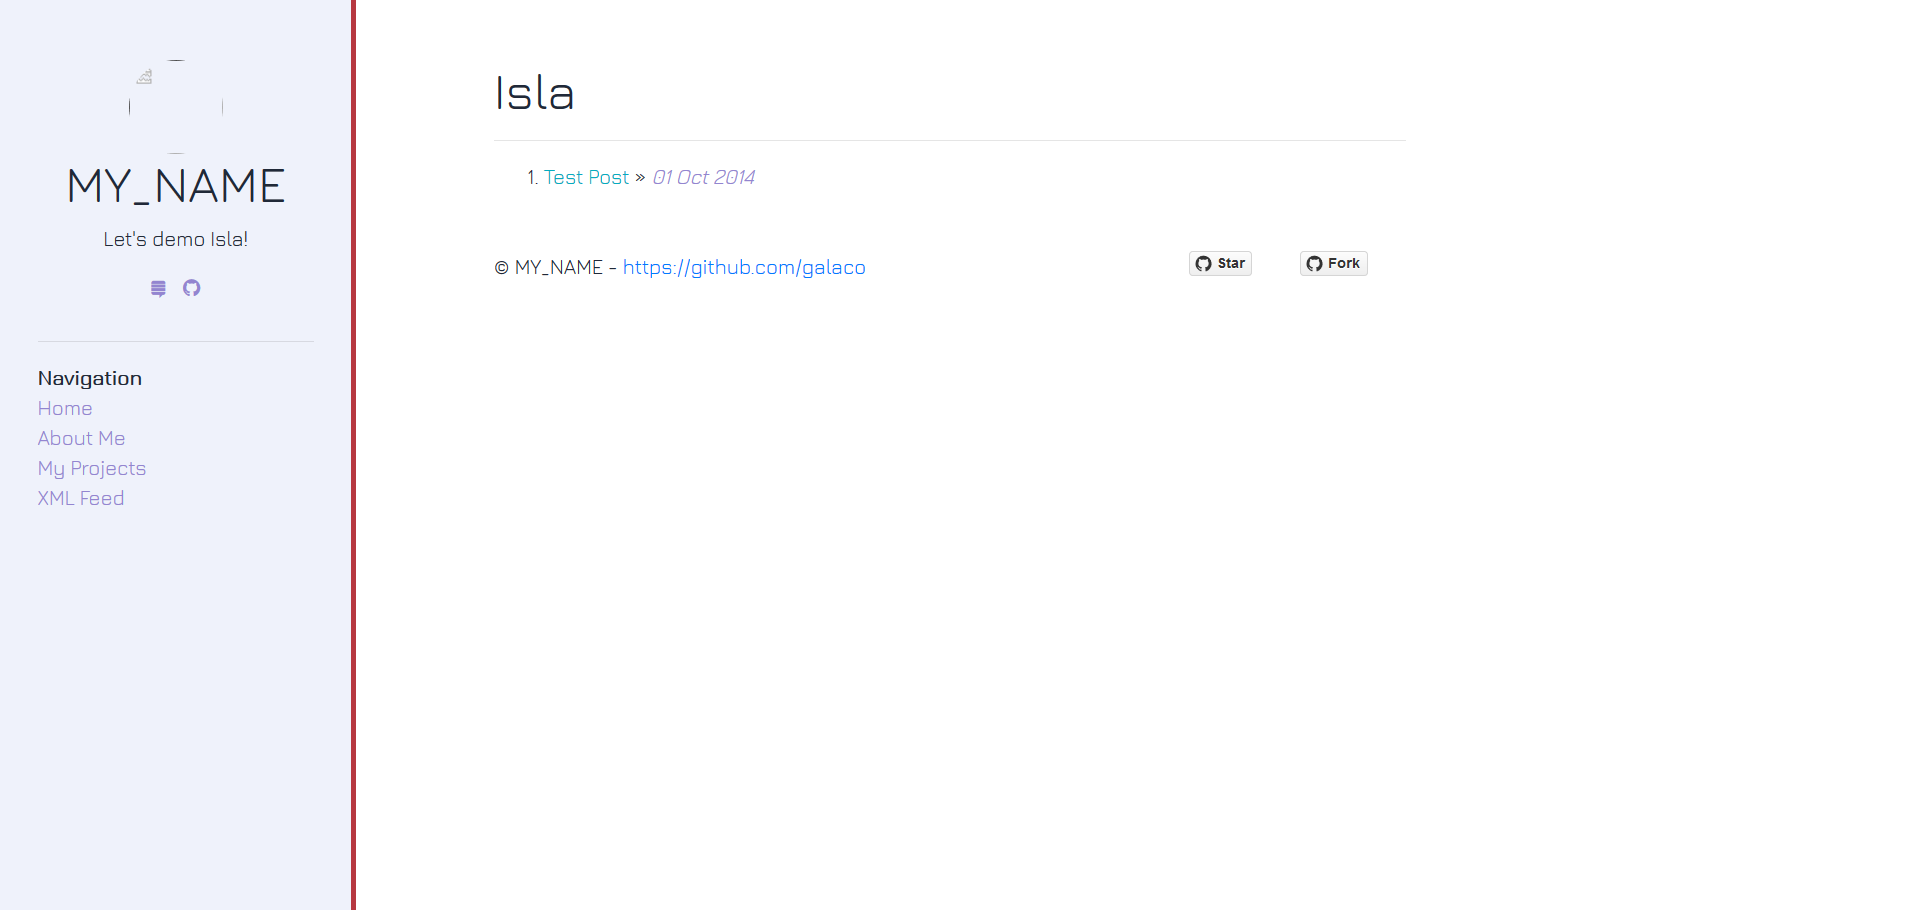 MY_NAME
Let's demo Isla!
Navigation
Home
About Me
My Projects
XML Feed
Isla
1. Test Post » 01 Oct 2014
© MY_NAME - https://github.com/galaco
Star
Fork